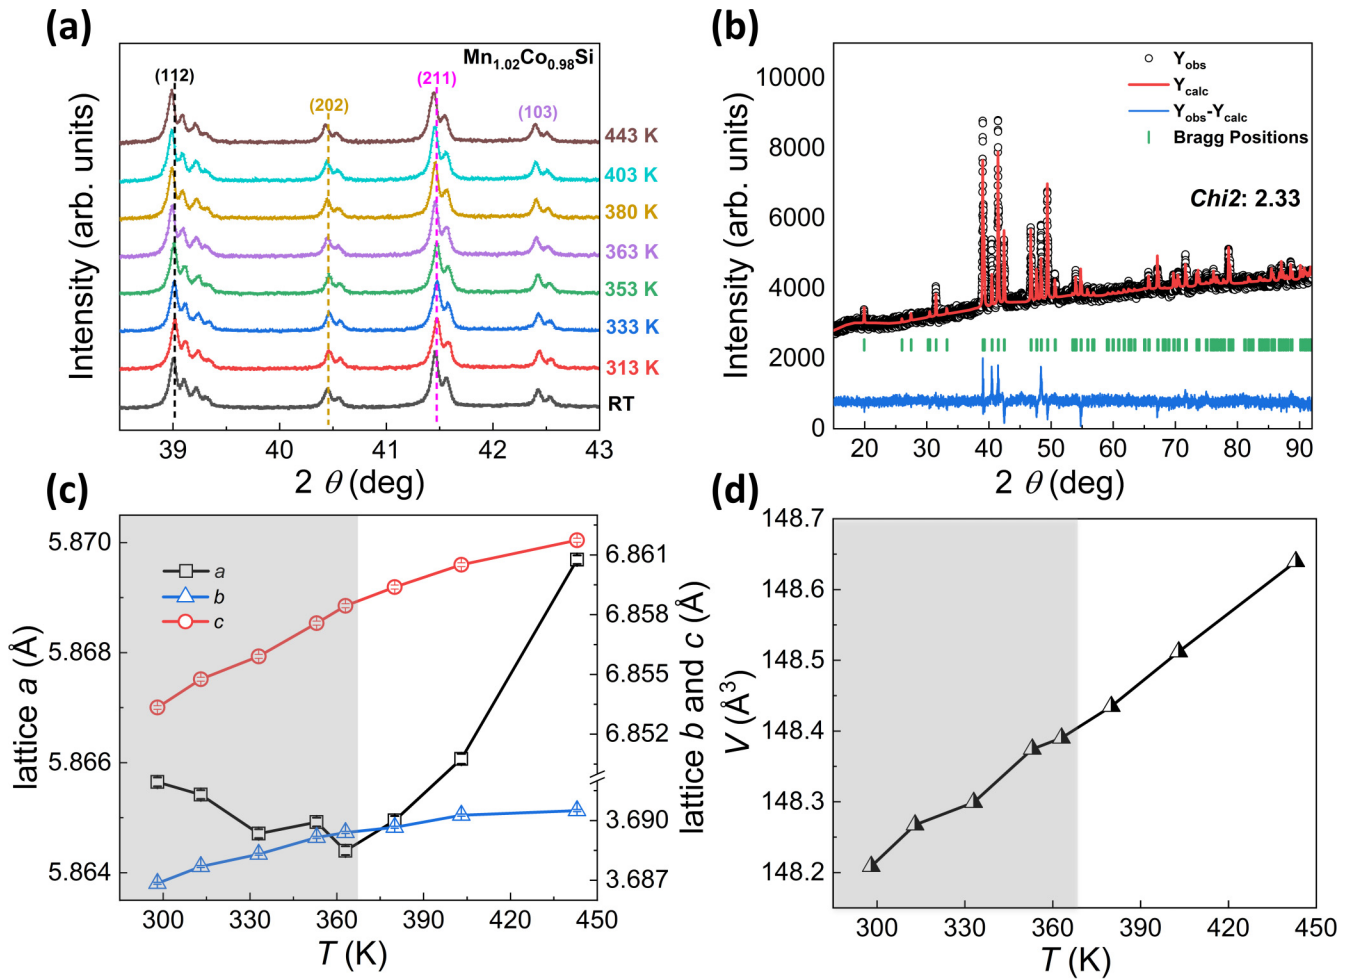 (a)
Mn1.02Co0.98Si
(112)
(202)
(211)
(103)
443 K
403 K
380 K
363 K
353 K
333 K
313 K
RT
Intensity (arb. units)
39
40
41
42
43
2 θ (deg)
(b)
Yobs
Ycalc
Yobs-Ycalc
Bragg Positions
Chi2: 2.33
10000
8000
6000
4000
2000
0
Intensity (arb. units)
20
30
40
50
60
70
80
90
2 θ (deg)
(c)
a
b
c
5.870
5.868
5.866
5.864
lattice a (Å)
6.861
6.858
6.855
6.852
3.690
3.687
lattice b and c (Å)
300
330
360
390
420
450
T (K)
(d)
148.7
148.6
148.5
148.4
148.3
148.2
V (Å3)
300
330
360
390
420
450
T (K)